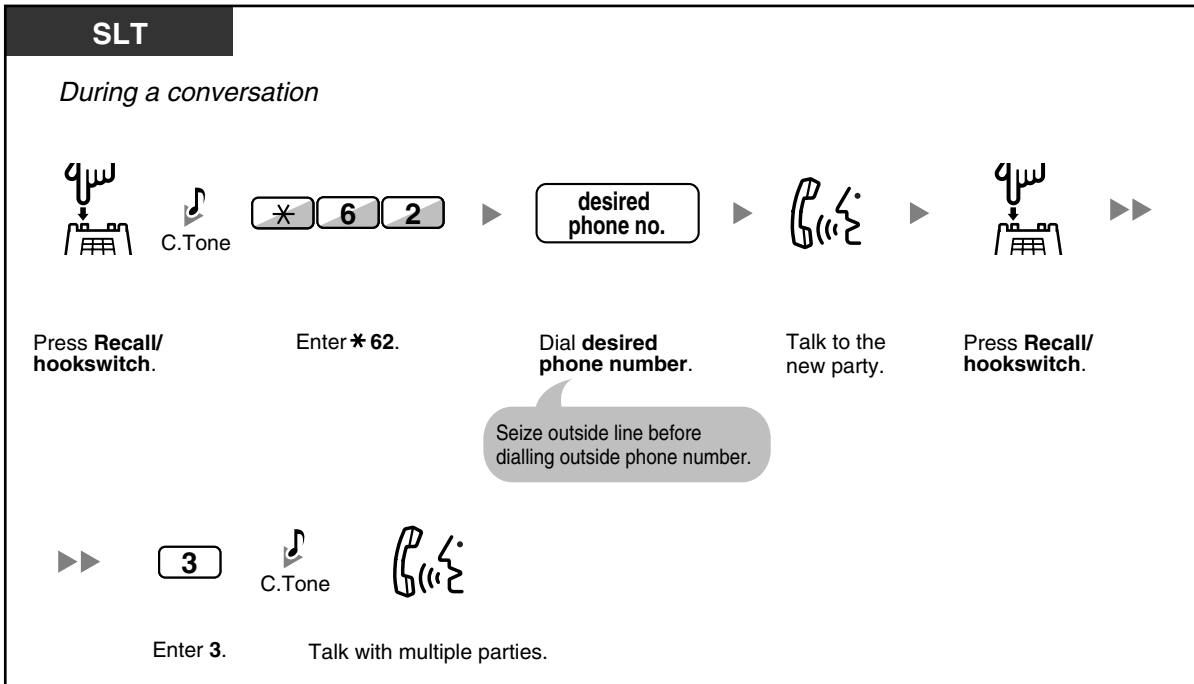 SLT
During a conversation
C.Tone
* 6 2
desired
phone no.
Press Recall/
hookswitch.
Enter * 62.
Dial desired
phone number.
Talk to the
new party.
Press Recall/
hookswitch.
Seize outside line before
dialling outside phone number.
3
C.Tone
Enter 3.
Talk with multiple parties.